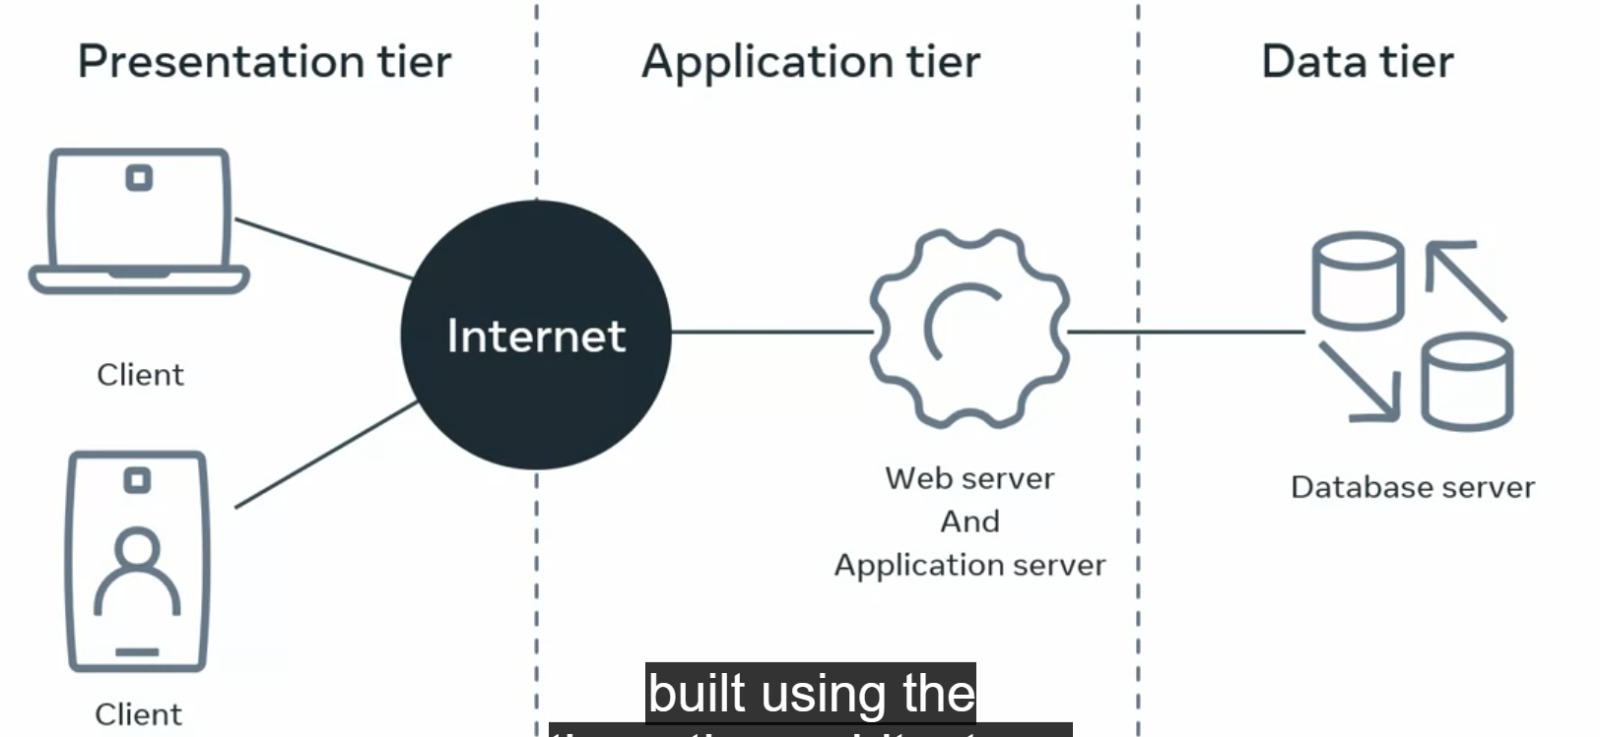 Presentation tier
Application tier
Data tier
Internet
Client
Client
Web server
And
Application server
Database server
built using the